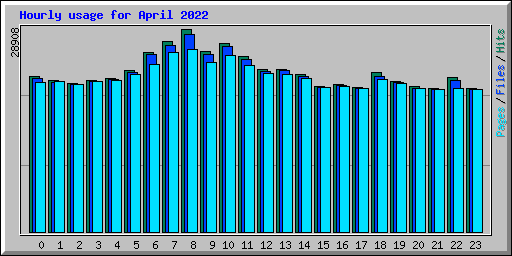 Hourly usage for April 2022
28908
Pages / Files / Hits
0 1 2 3 4 5 6 7 8 9 10 11 12 13 14 15 16 17 18 19 20 21 22 23